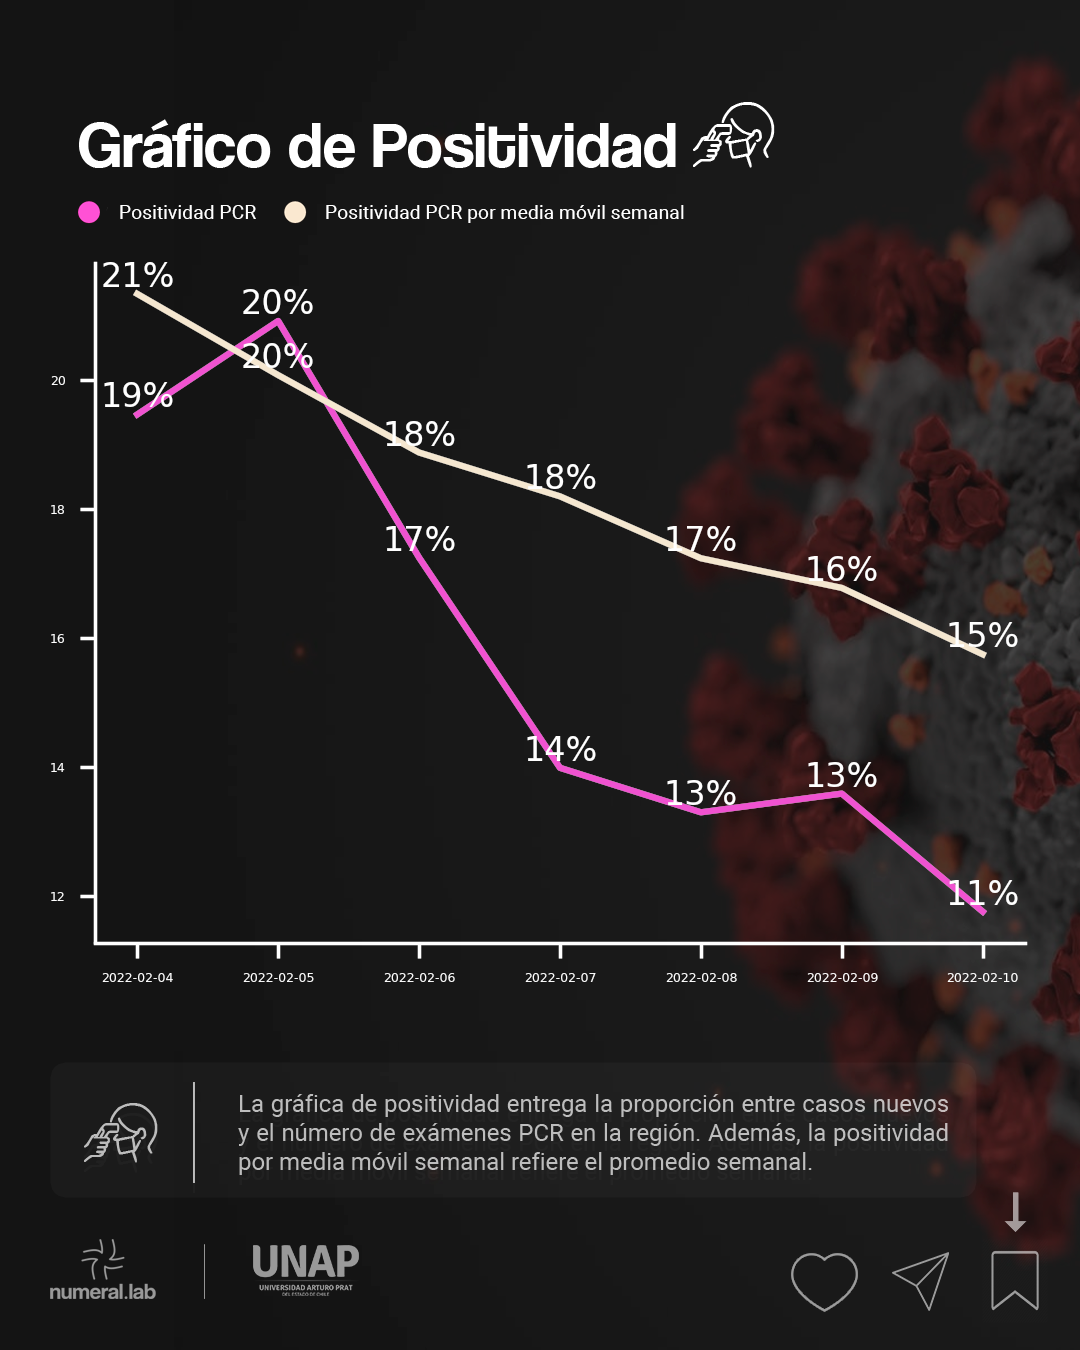 Gráfico de Positividad
Positividad PCR
Positividad PCR por media móvil semanal
21%
20%
20%
19%
18%
18%
17%
17%
16%
15%
14%
13%
13%
11%
20
18
16
14
12
2022-02-04
2022-02-05
2022-02-06
2022-02-07
2022-02-08
2022-02-09
2022-02-10
La gráfica de positividad entrega la proporción entre casos nuevos
y el número de exámenes PCR en la región. Además, la positividad
por media móvil semanal refiere el promedio semanal.
numeral.lab
UNAP
UNIVERSIDAD ARTURO PRAT
DEL ESTADO DE CHILE